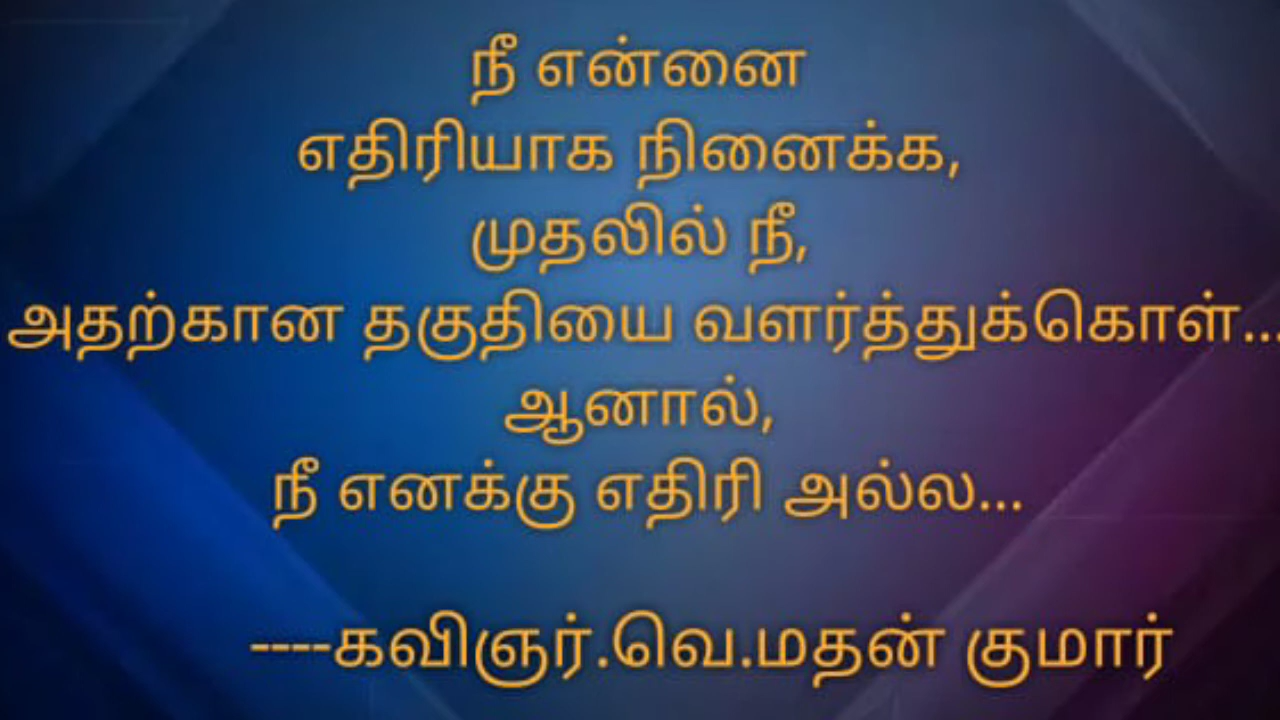 நீ என்னை
எதிரியாக நினைக்க,
முதலில் நீ,
அதற்கான தகுதியை வளர்த்துக்கொள்...
ஆனால்,
நீ எனக்கு எதிரி அல்ல...
----கவிஞர்.வெ.மதன் குமார்